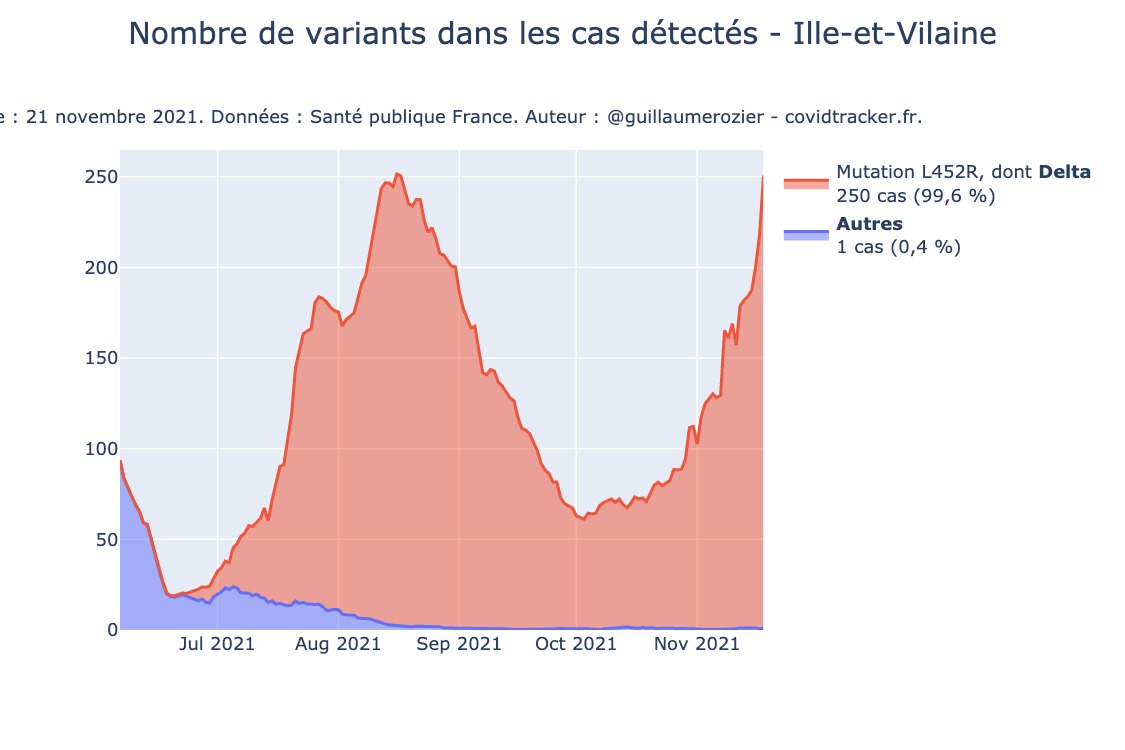 Nombre de variants dans les cas détectés - Ille-et-Vilaine
: 21 novembre 2021. Données : Santé publique France. Auteur : @guillaumerozier - covidtracker.fr.
Mutation L452R, dont Delta
250 cas (99,6 %)
Autres
1 cas (0,4 %)
250
200
150
100
50
0
Jul 2021 Aug 2021 Sep 2021 Oct 2021 Nov 2021